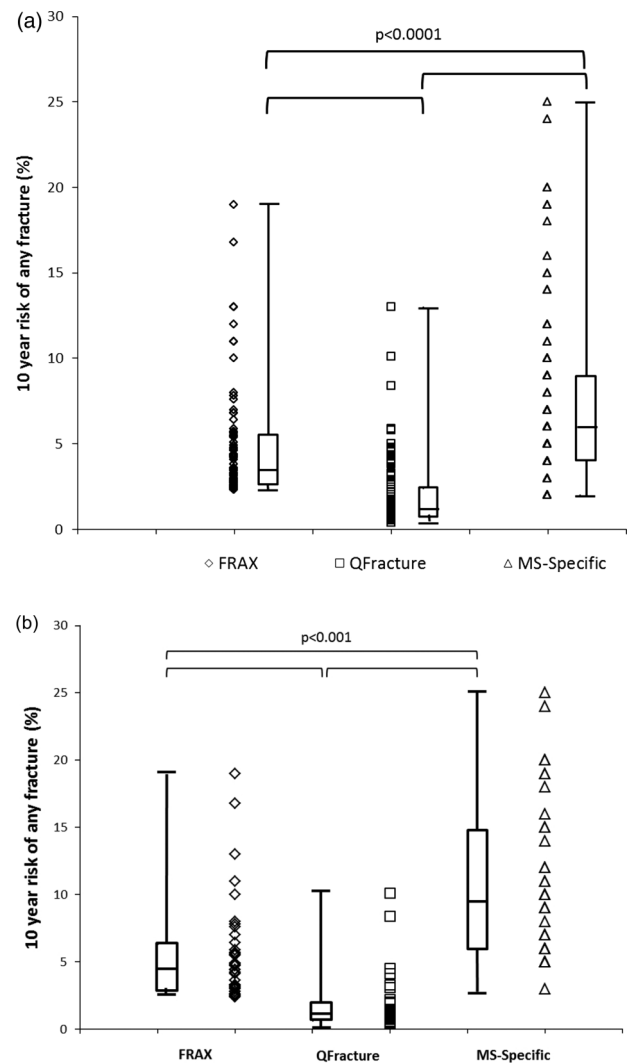 (a)
30
25
20
15
10
5
0
10 year risk of any fracture (%)
p<0.0001
◇ FRAX □ QFracture △ MS-Specific
(b)
30
25
20
15
10
5
0
10 year risk of any fracture (%)
p<0.001
FRAX QFracture MS-Specific